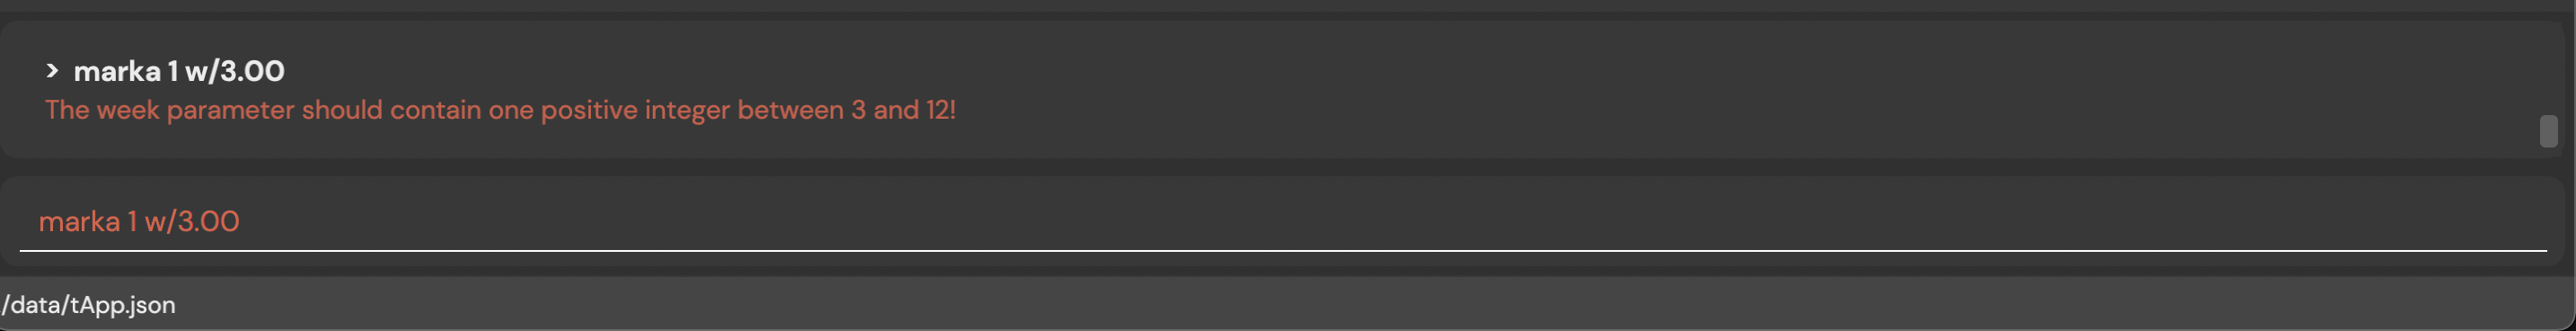 > marka 1 w/3.00
The week parameter should contain one positive integer between 3 and 12!
marka 1 w/3.00
/data/tApp.json